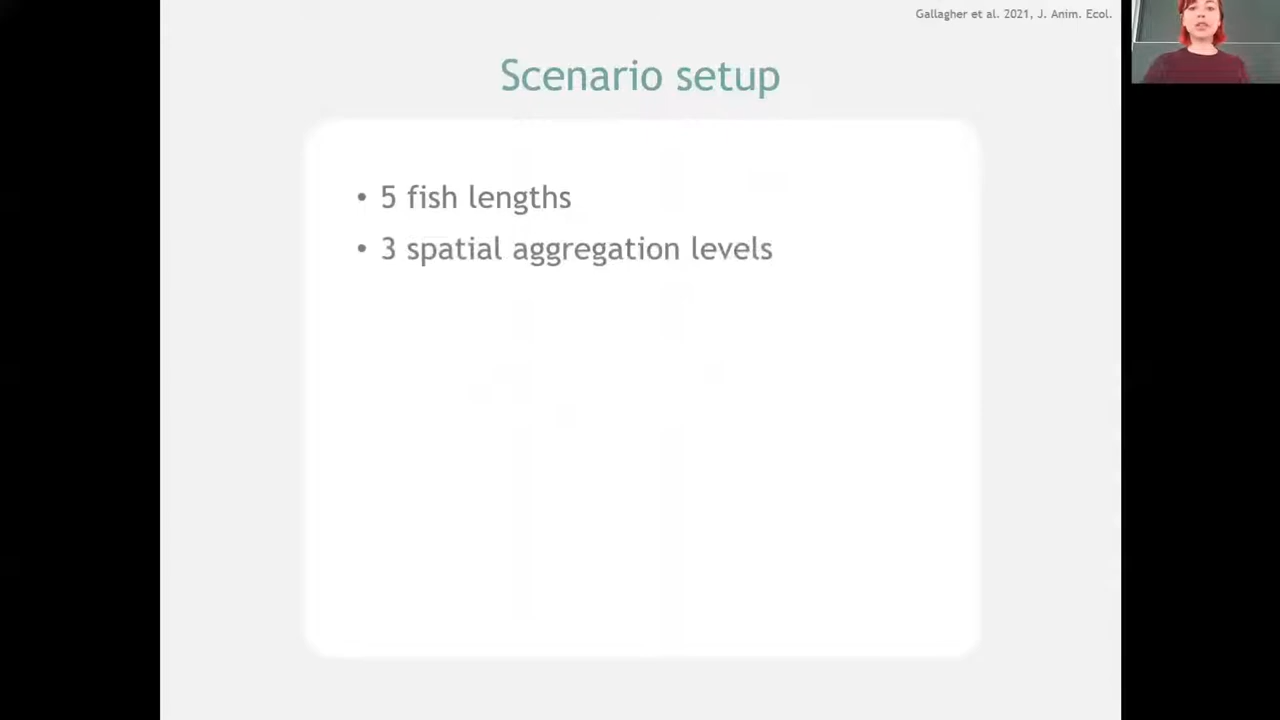 Gallagher et al. 2021, J. Anim. Ecol.
Scenario setup
• 5 fish lengths
• 3 spatial aggregation levels